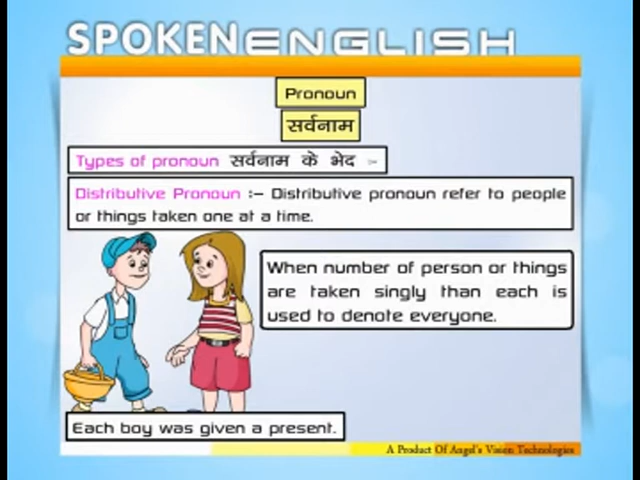 SPOKEN ENGLISH
Pronoun
सर्वनाम
Types of pronoun सर्वनाम के भेद :-
Distributive Pronoun :- Distributive pronoun refer to people
or things taken one at a time.
When number of person or things
are taken singly than each is
used to denote everyone.
Each boy was given a present.
A Product Of Angel's Vision Technologies